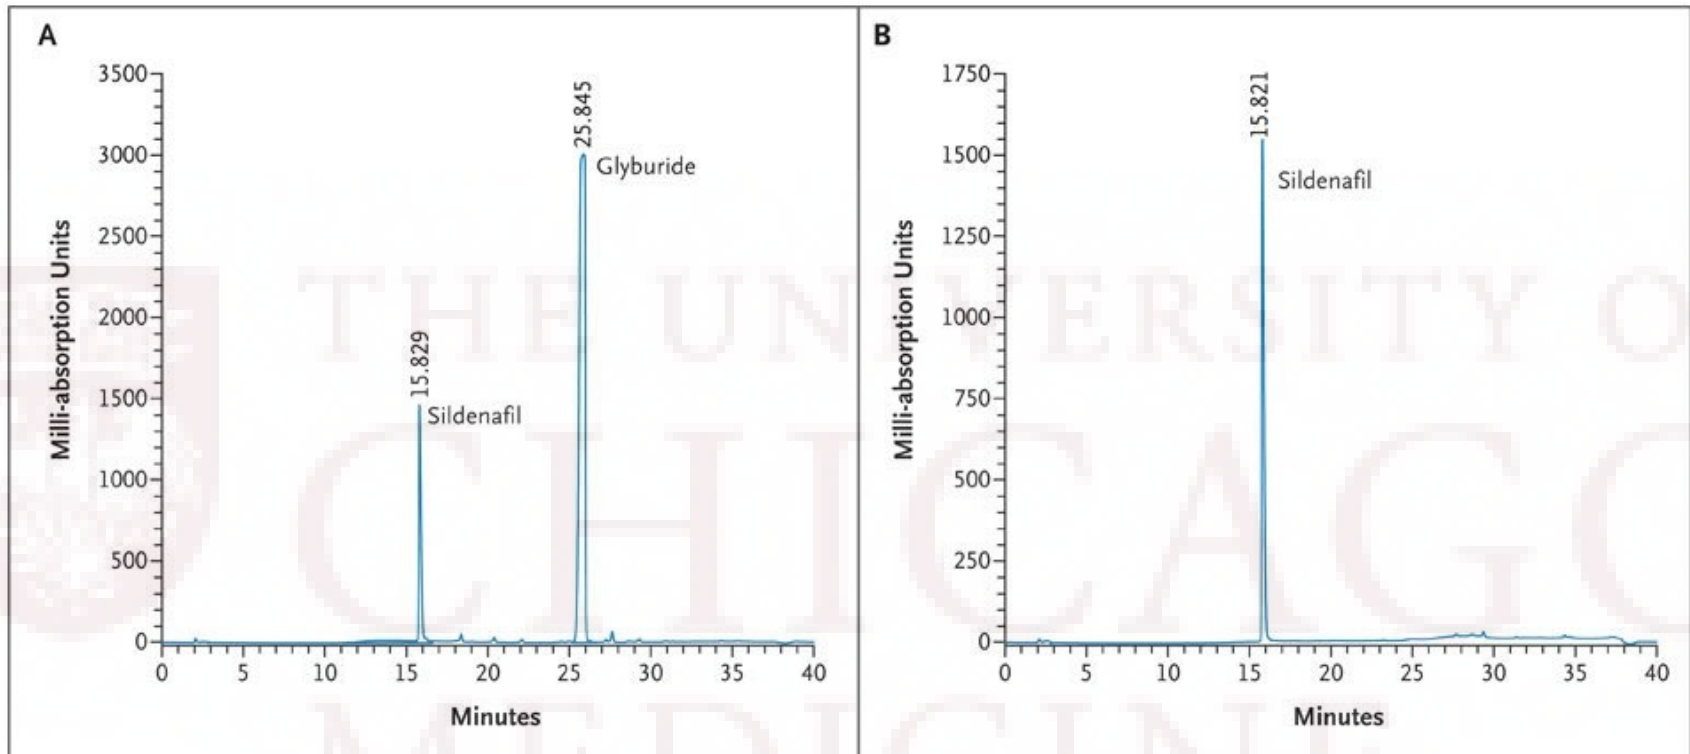 A
3500
3000
2500
2000
1500
1000
500
0
Milli-absorption Units
15.829
Sildenafil
25.845
Glyburide
0 5 10 15 20 25 30 35 40
Minutes
B
1750
1500
1250
1000
750
500
250
0
Milli-absorption Units
15.821
Sildenafil
0 5 10 15 20 25 30 35 40
Minutes
THE UNIVERSITY O
CHICAGO
MEDICINE